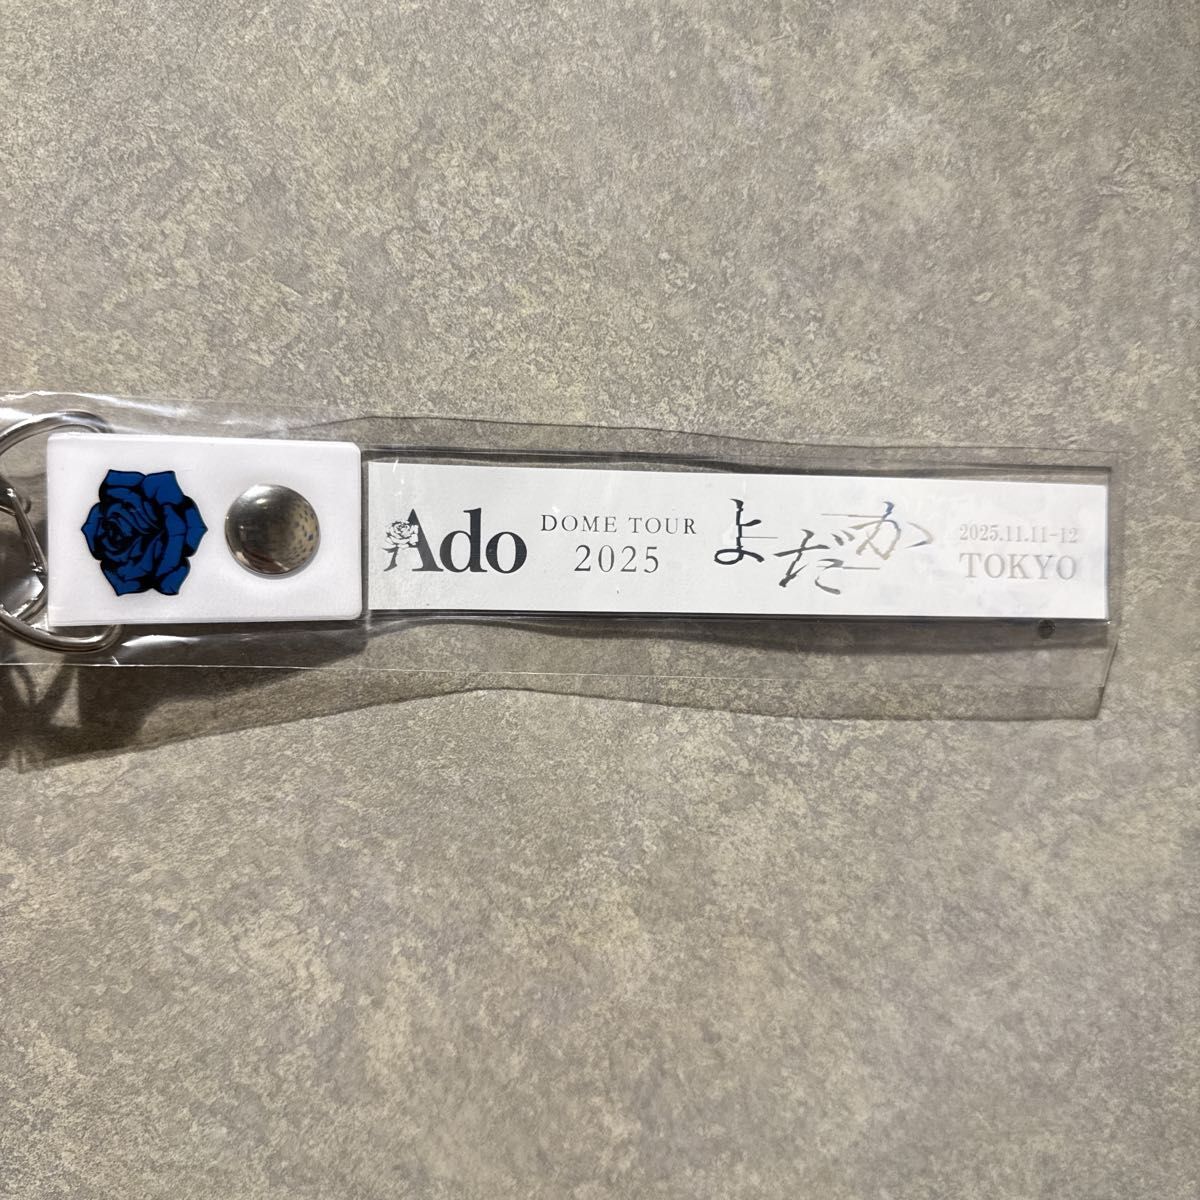 Ado
DOME TOUR
2025
よだか
2025.11.11-12
TOKYO